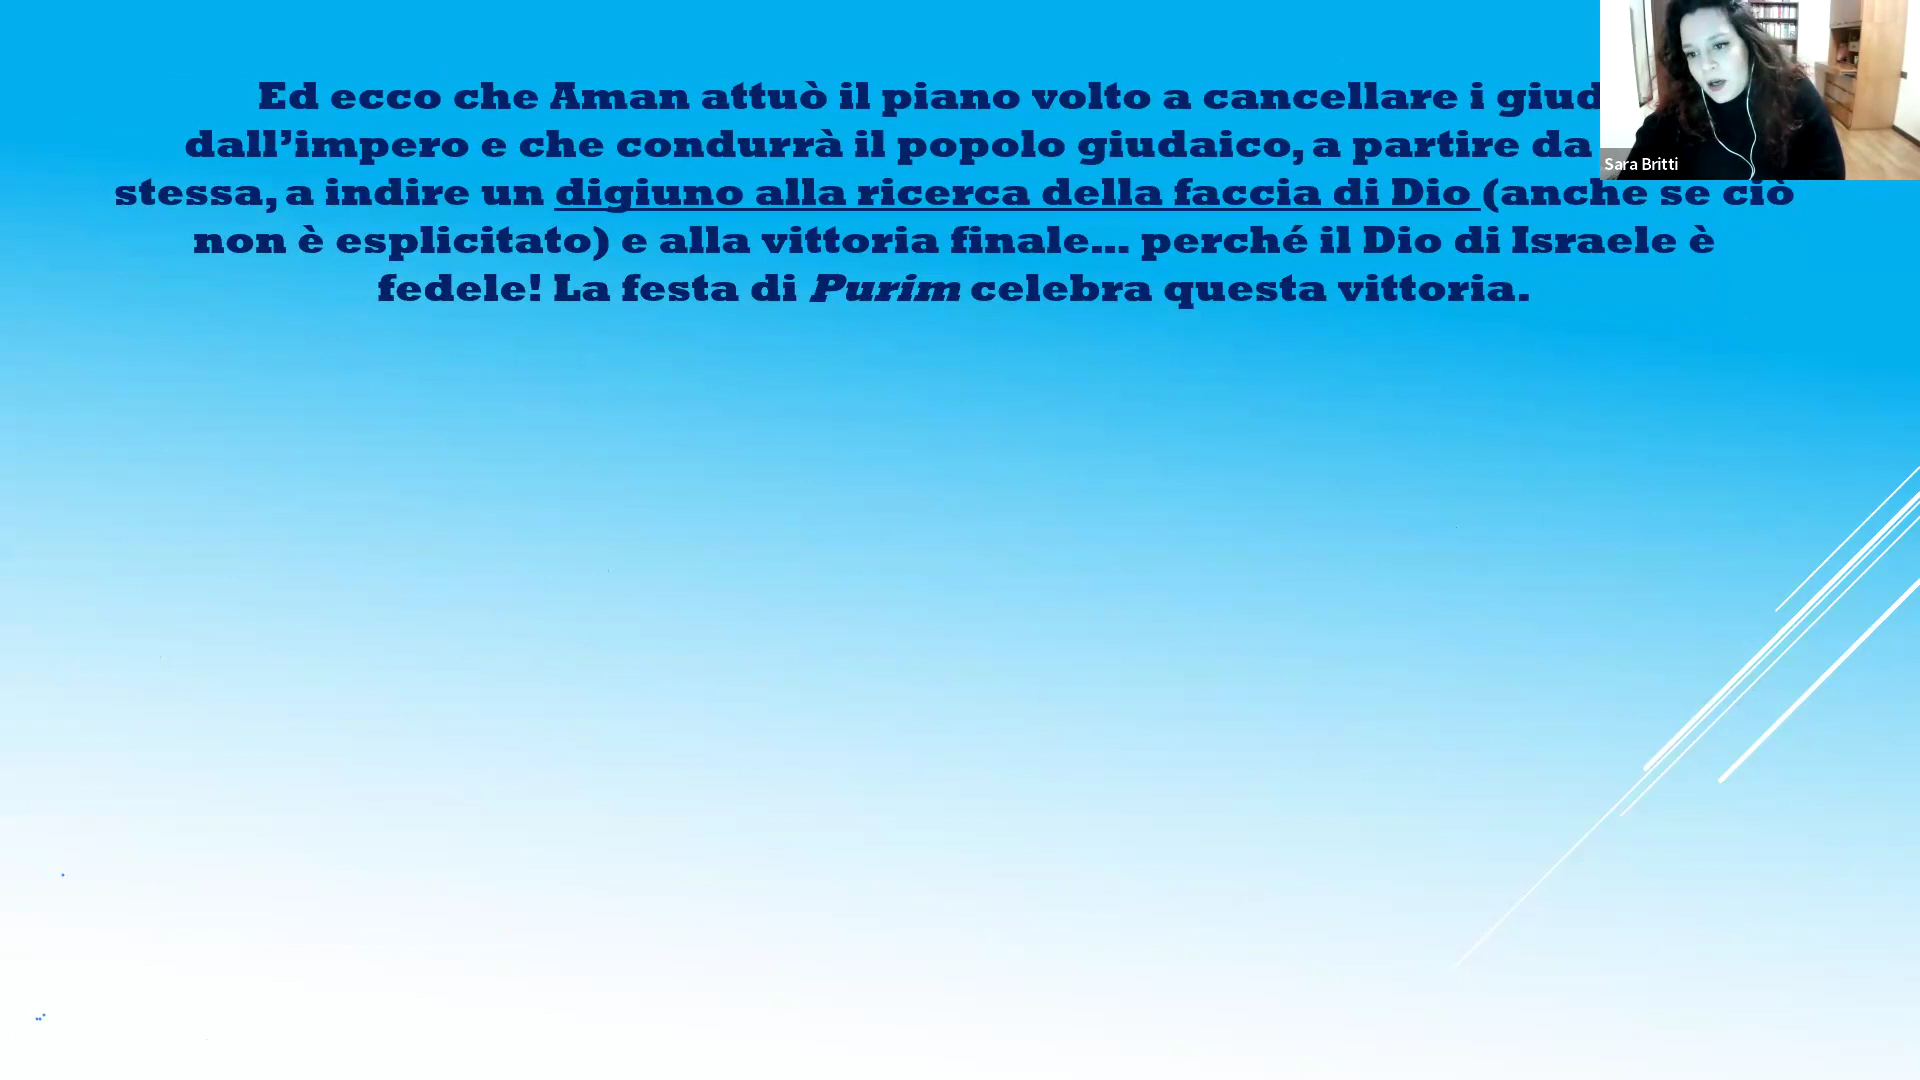 Ed ecco che Aman attuò il piano volto a cancellare i
dall’impero e che condurrà il popolo giudaico, a partire da
stessa, a indire un digiuno alla ricerca della faccia di Dio (anche se ciò
non è esplicitato) e alla vittoria finale… perché il Dio di Israele è
fedele! La festa di Purim celebra questa vittoria.
Sara Britti